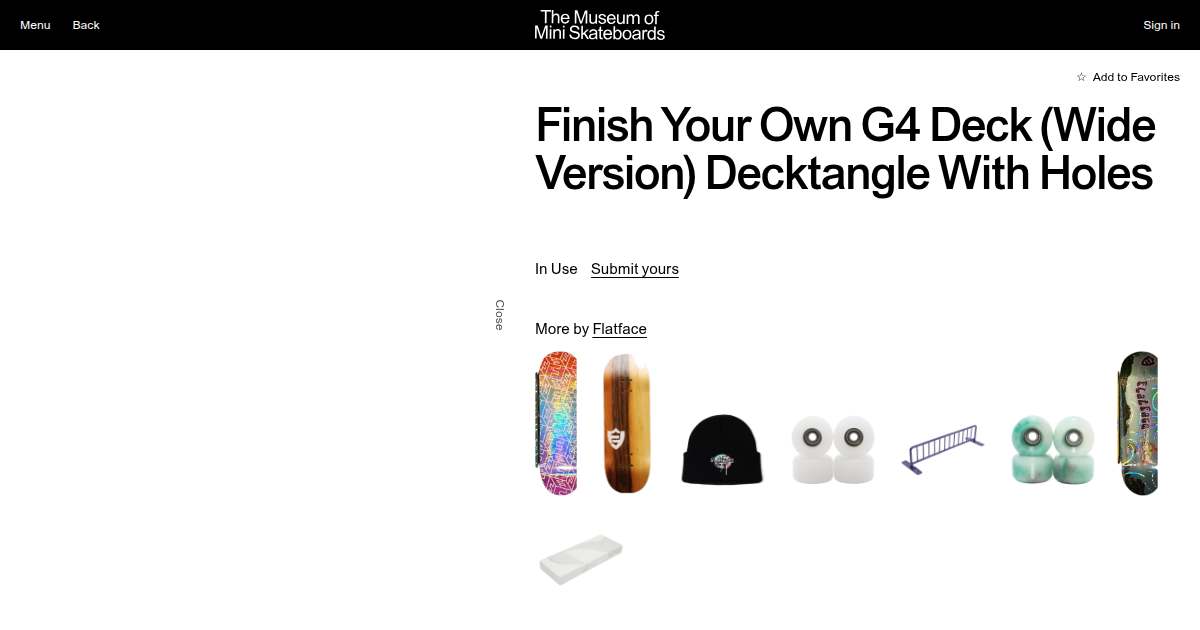 Menu
Back
The Museum of
Mini Skateboards
Sign in
☆ Add to Favorites
Finish Your Own G4 Deck (Wide
Version) Decktangle With Holes
In Use
Submit yours
Close
More by Flatface